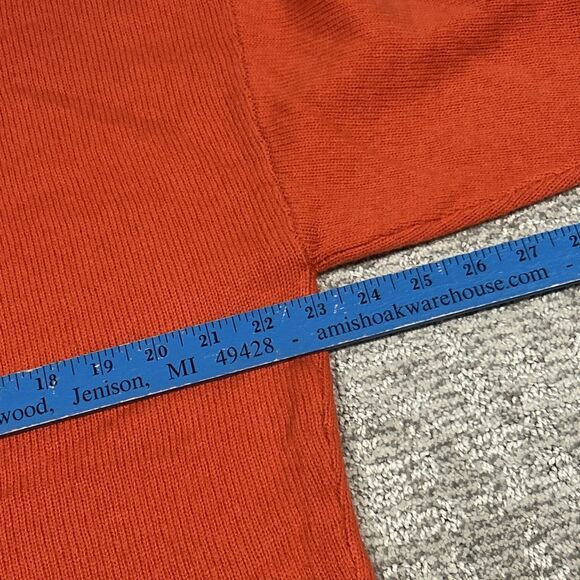 18 19 20 21 22 23 24 25 26 27
wood, Jenison, MI 49428 - amishoakwarehouse.com -